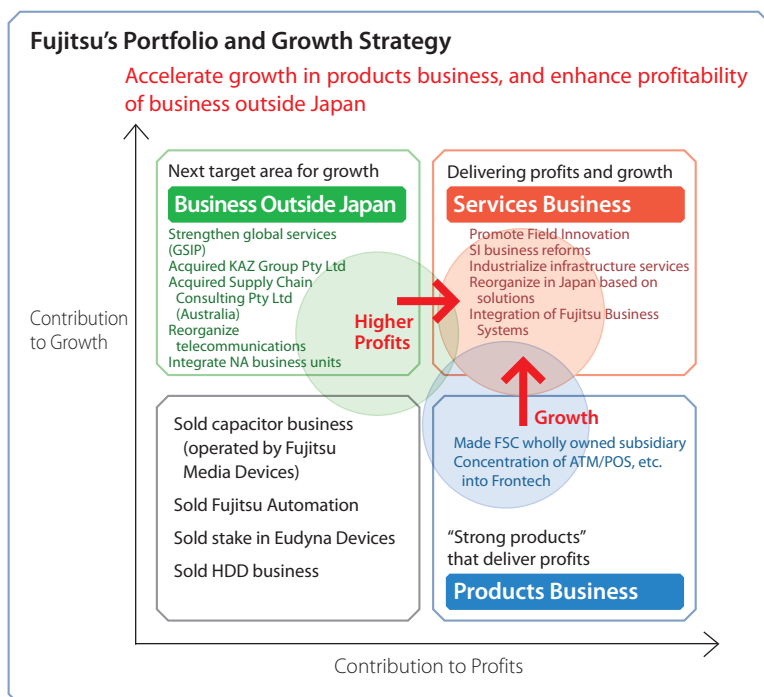 Fujitsu's Portfolio and Growth Strategy
Accelerate growth in products business, and enhance profitability
of business outside Japan
Contribution
to Growth
Next target area for growth
Business Outside Japan
Strengthen global services
(GSIP)
Acquired KAZ Group Pty Ltd
Acquired Supply Chain
Consulting Pty Ltd
(Australia)
Reorganize
telecommunications
Integrate NA business units
Higher
Profits
Delivering profits and growth
Services Business
Promote Field Innovation
SI business reforms
Industrialize infrastructure services
Reorganize in Japan based on
solutions
Integration of Fujitsu Business
Systems
Sold capacitor business
(operated by Fujitsu
Media Devices)
Sold Fujitsu Automation
Sold stake in Eudyna Devices
Sold HDD business
Growth
Made FSC wholly owned subsidiary
Concentration of ATM/POS, etc.
into Frontech
“Strong products”
that deliver profits
Products Business
Contribution to Profits